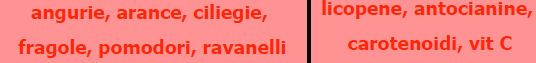 angurie, arance, ciliegie,
fragole, pomodori, ravanelli
licopene, antocianine,
carotenoidi, vit C